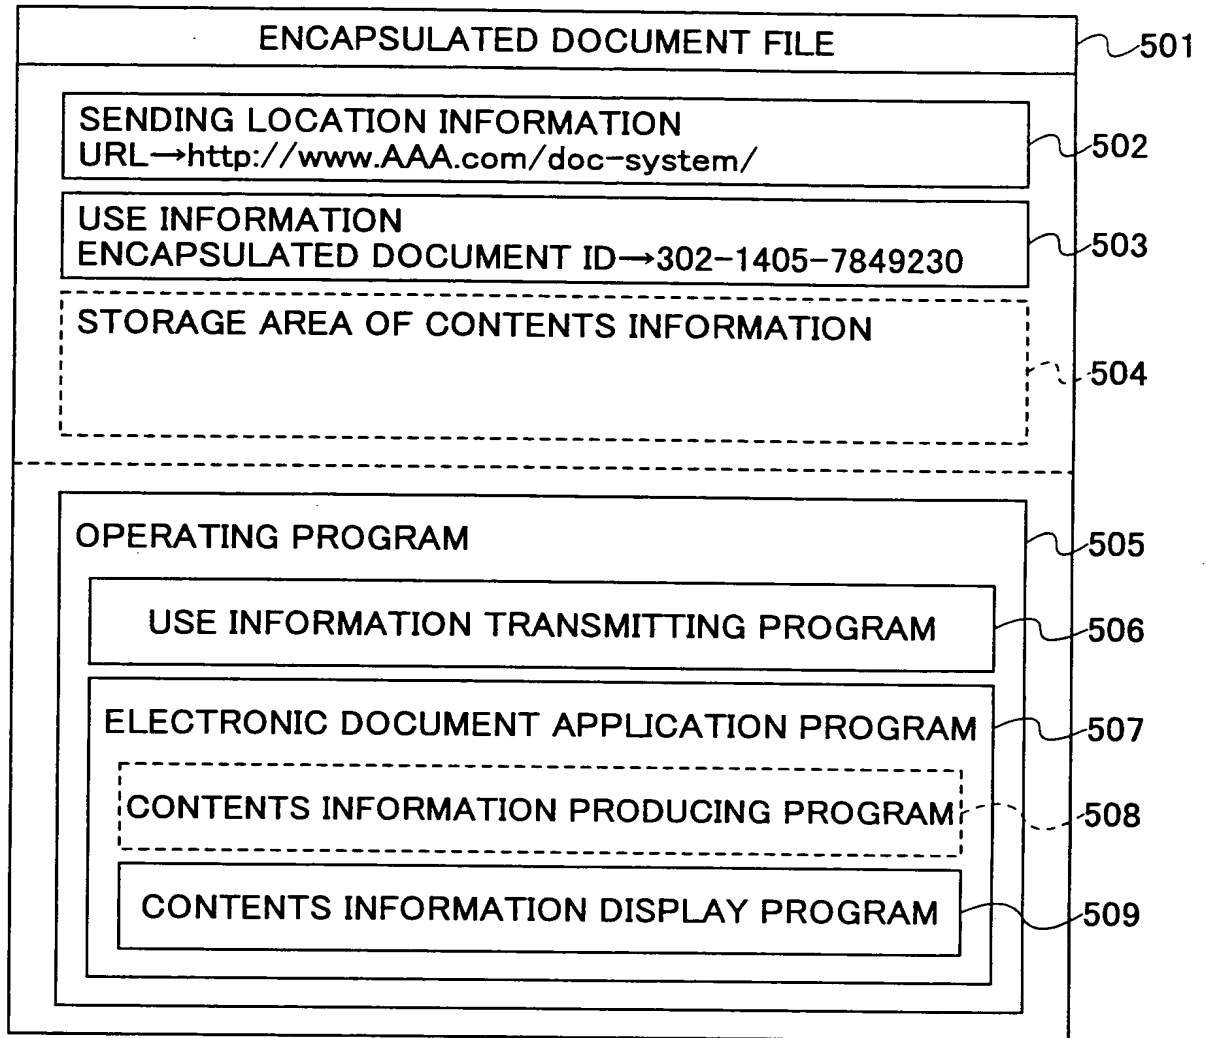 ENCAPSULATED DOCUMENT FILE
501
SENDING LOCATION INFORMATION
URL→http://www.AAA.com/doc-system/
502
USE INFORMATION
ENCAPSULATED DOCUMENT ID→302-1405-7849230
503
STORAGE AREA OF CONTENTS INFORMATION
504
OPERATING PROGRAM
505
USE INFORMATION TRANSMITTING PROGRAM
506
ELECTRONIC DOCUMENT APPLICATION PROGRAM
507
CONTENTS INFORMATION PRODUCING PROGRAM
508
CONTENTS INFORMATION DISPLAY PROGRAM
509